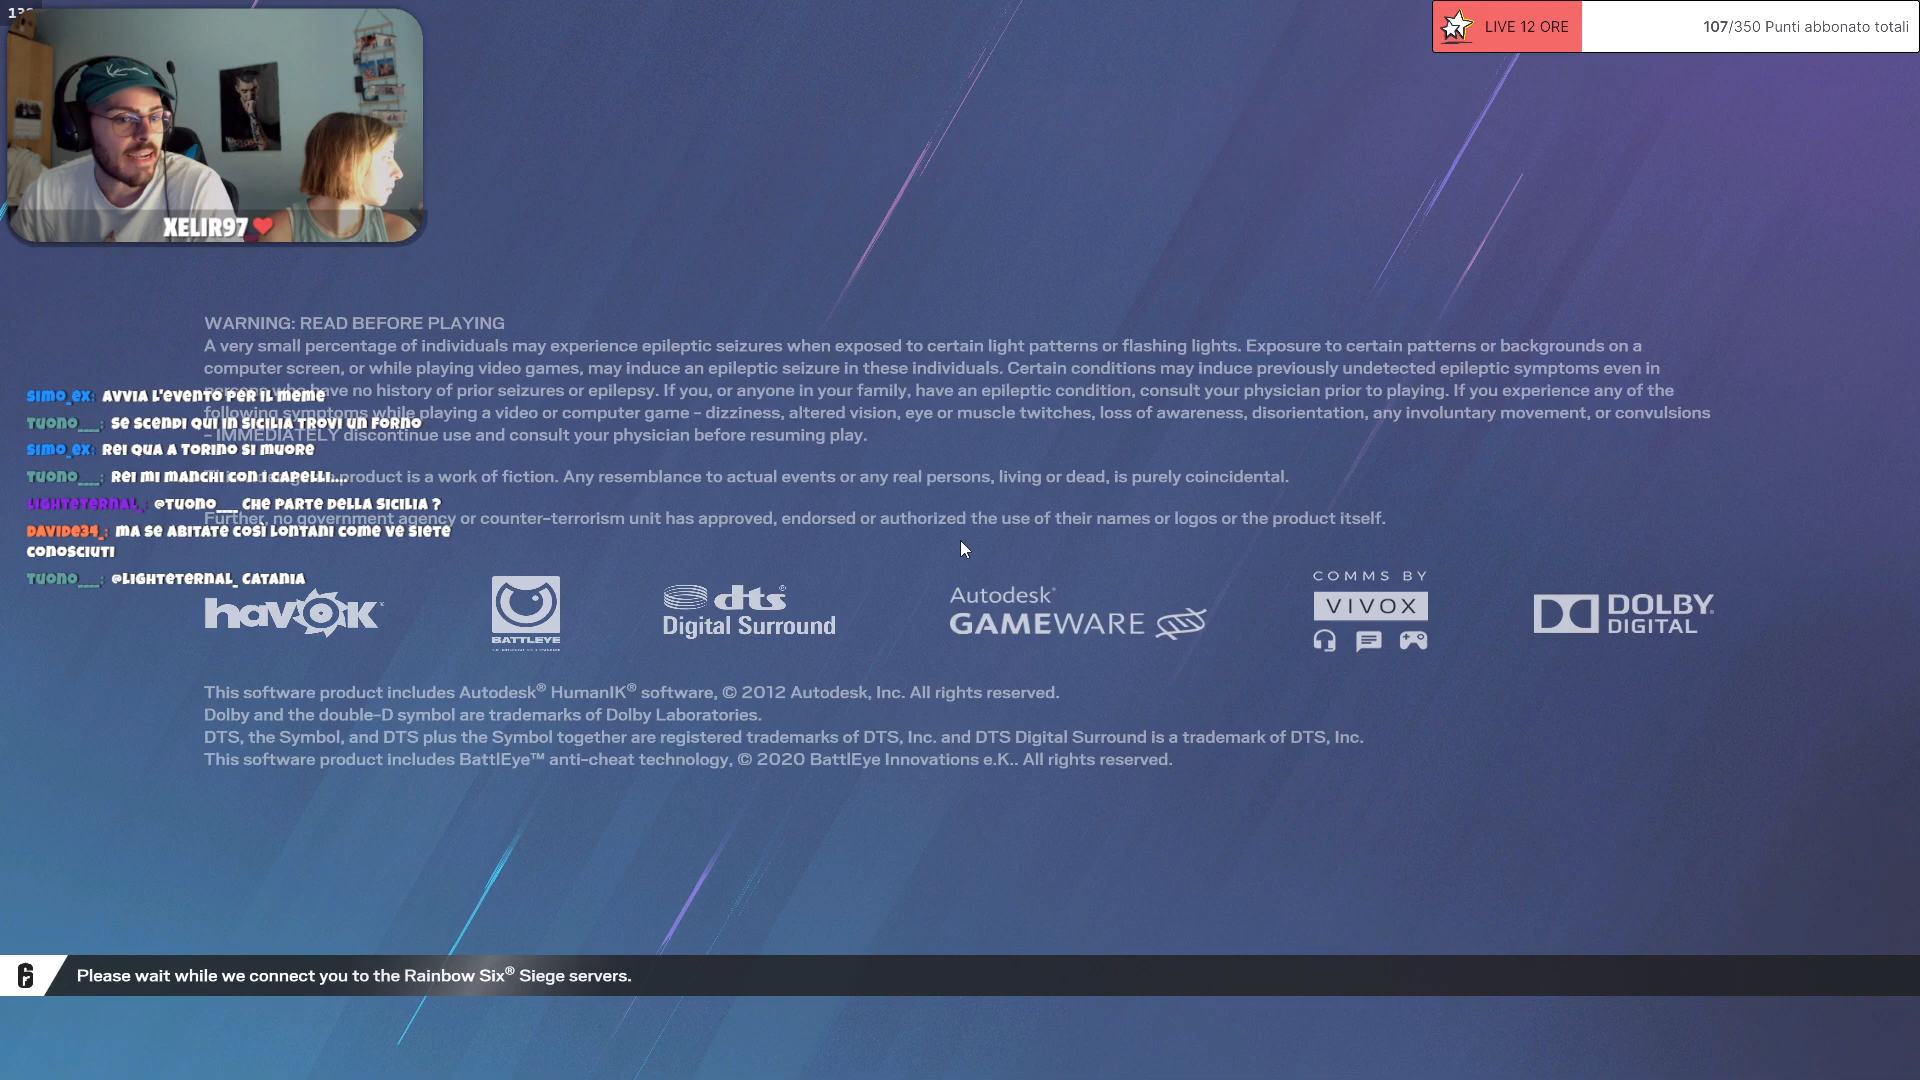 LIVE 12 ORE
107/350 Punti abbonato totali
XELIR97
WARNING: READ BEFORE PLAYING
A very small percentage of individuals may experience epileptic seizures when exposed to certain light patterns or flashing lights. Exposure to certain patterns or backgrounds on a
computer screen, or while playing video games, may induce an epileptic seizure in these individuals. Certain conditions may induce previously undetected epileptic symptoms even in
persons who have no history of prior seizures or epilepsy. If you, or anyone in your family, have an epileptic condition, consult your physician prior to playing. If you experience any of the
following symptoms while playing a video or computer game - dizziness, altered vision, eye or muscle twitches, loss of awareness, disorientation, any involuntary movement, or convulsions
- IMMEDIATELY discontinue use and consult your physician before resuming play.
product is a work of fiction. Any resemblance to actual events or any real persons, living or dead, is purely coincidental.
Further, no government agency or counter-terrorism unit has approved, endorsed or authorized the use of their names or logos or the product itself.
simo_ex: AVVIA L'EVENTO PER IL MEME
Tuono___: Se SCENDI QUI IN SICILIA TROVI UN FORNO
simo_ex: REI QUA A TORINO SI MUORE
Tuono___: REI MI MANCHI CON I CAPELLI...
LIGHTETERNAL_: @TUONO___ CHE PARTE DELLA SICILIA ?
DAVIDE34_: MA SE ABITATE COSì LONTANI COME VE SIETE
CONOSCIUTI
Tuono___: @LIGHTETERNAL_ CATANIA
havok
BATTLEYE
dts
Digital Surround
Autodesk®
GAMEWARE
COMMS BY
VIVOX
DOLBY
DIGITAL
This software product includes Autodesk® HumanIK® software, © 2012 Autodesk, Inc. All rights reserved.
Dolby and the double-D symbol are trademarks of Dolby Laboratories.
DTS, the Symbol, and DTS plus the Symbol together are registered trademarks of DTS, Inc. and DTS Digital Surround is a trademark of DTS, Inc.
This software product includes BattlEye™ anti-cheat technology, © 2020 BattlEye Innovations e.K.. All rights reserved.
Please wait while we connect you to the Rainbow Six® Siege servers.